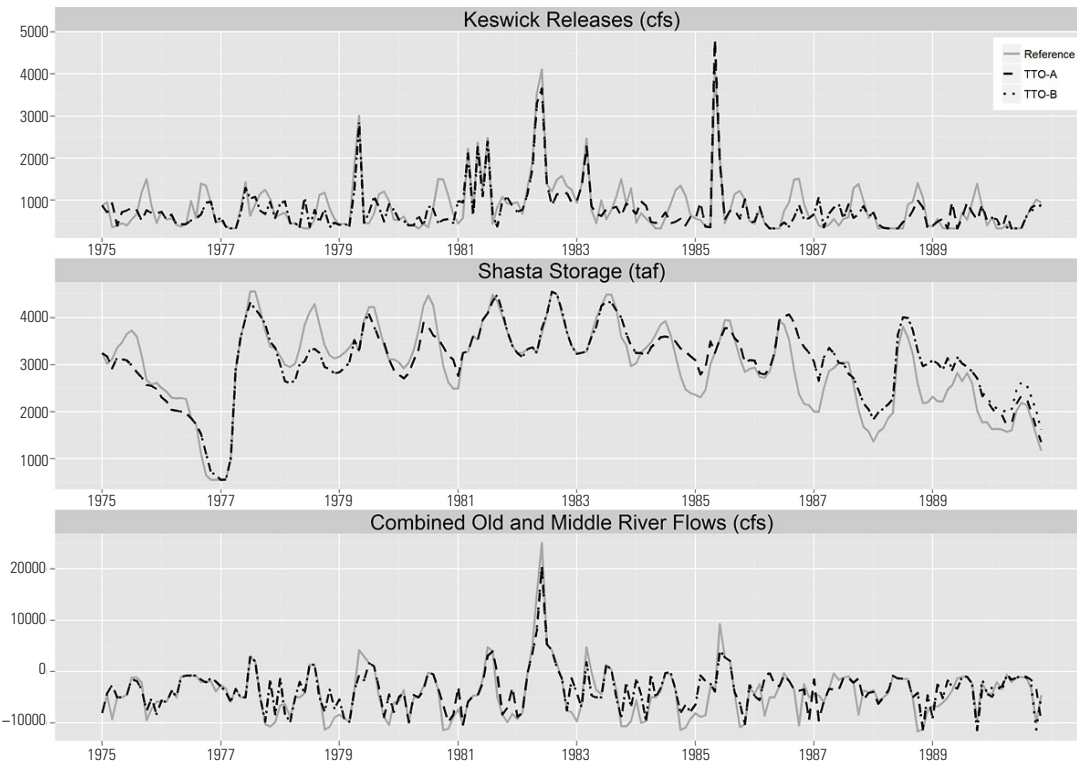 Keswick Releases (cfs)
5000
4000
3000
2000
1000
Reference
TTO-A
TTO-B
1975 1977 1979 1981 1983 1985 1987 1989
Shasta Storage (taf)
4000
3000
2000
1000
1975 1977 1979 1981 1983 1985 1987 1989
Combined Old and Middle River Flows (cfs)
20000
10000
0
−10000
1975 1977 1979 1981 1983 1985 1987 1989